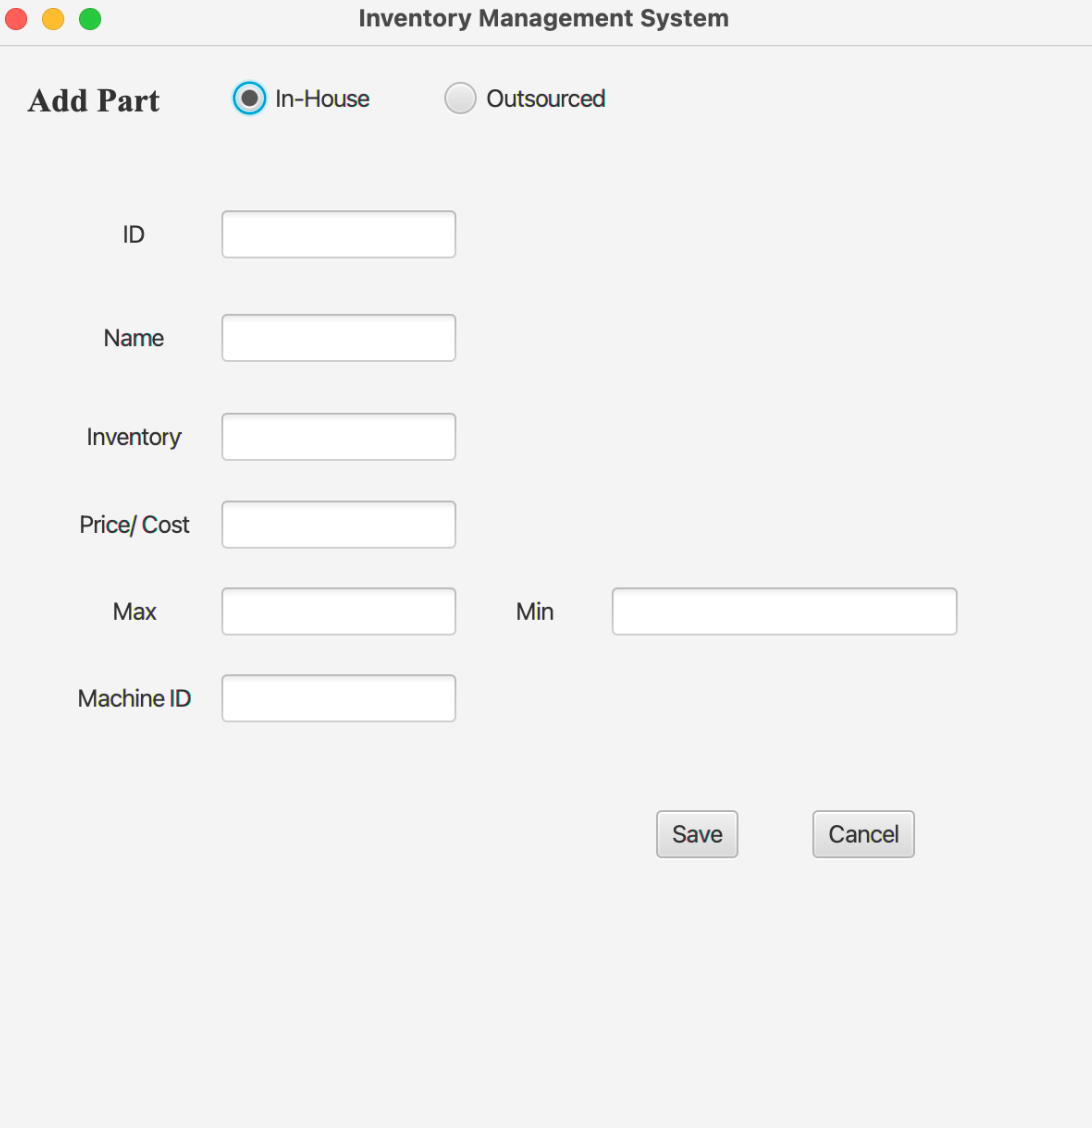 Inventory Management System
Add Part In-House Outsourced
ID
Name
Inventory
Price/ Cost
Max Min
Machine ID
Save Cancel